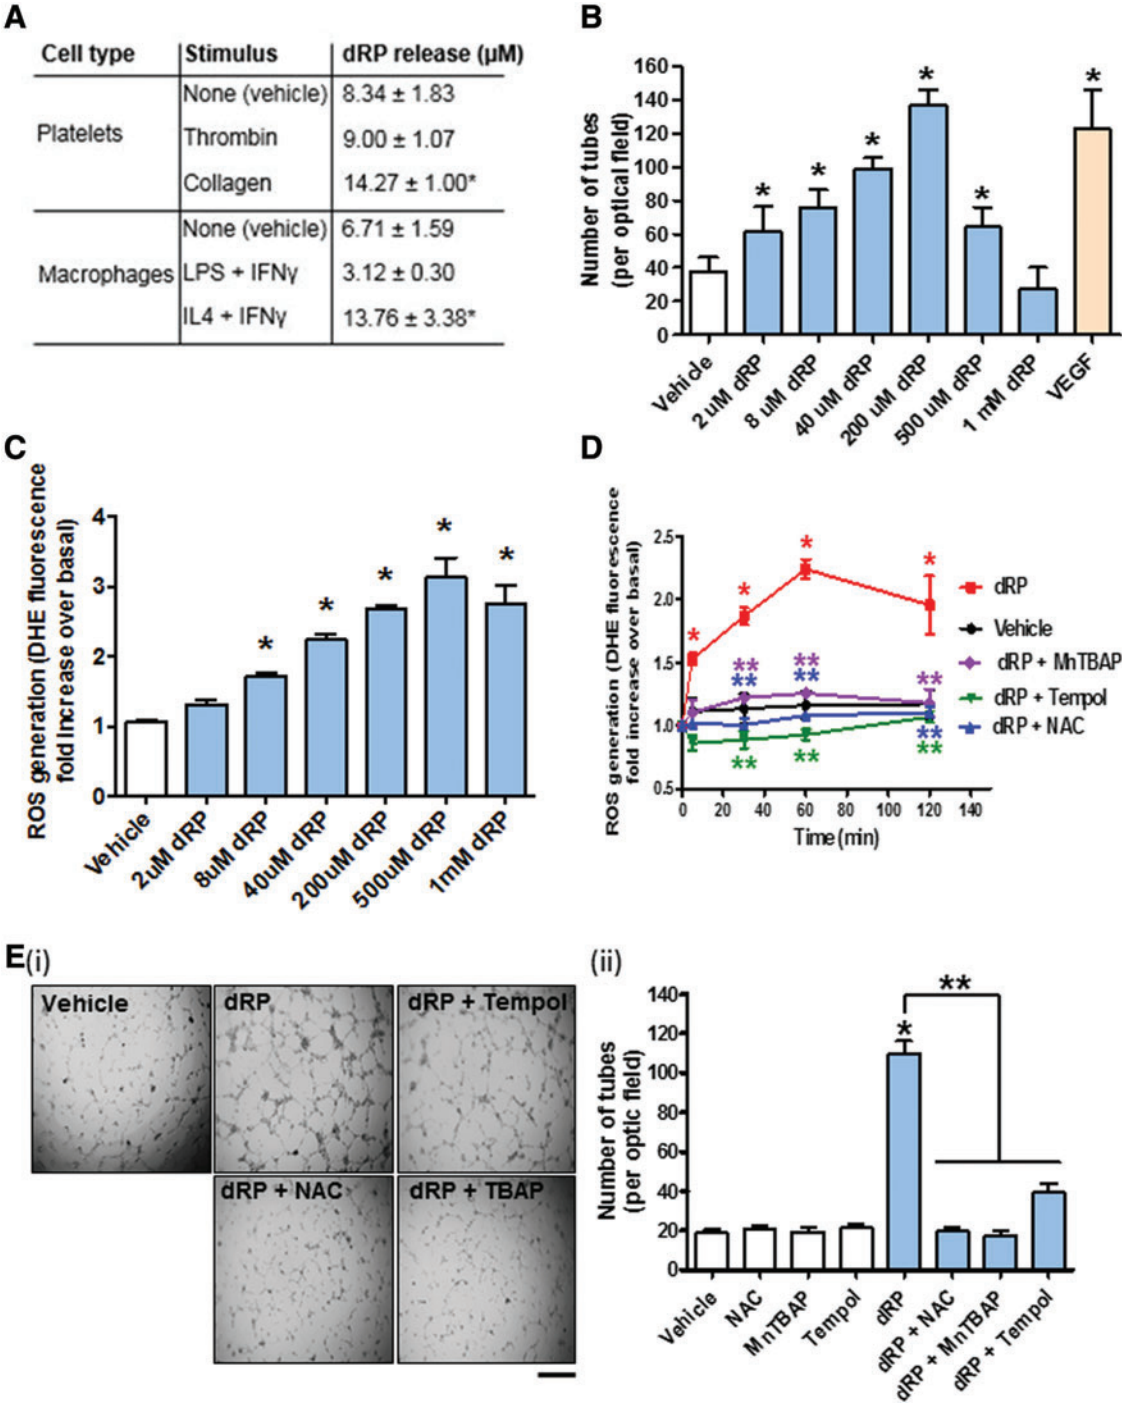 A
Cell type Stimulus dRP release (µM)
Platelets
None (vehicle) 8.34 ± 1.83
Thrombin 9.00 ± 1.07
Collagen 14.27 ± 1.00*
Macrophages
None (vehicle) 6.71 ± 1.59
LPS + IFNγ 3.12 ± 0.30
IL4 + IFNγ 13.76 ± 3.38*
B
Number of tubes
(per optical field)
160
140
120
100
80
60
40
20
0
* * * * * *
Vehicle
2 uM dRP
8 uM dRP
40 uM dRP
200 uM dRP
500 uM dRP
1 mM dRP
VEGF
C
ROS generation (DHE fluorescence
fold Increase over basal)
4
3
2
1
0
* * * * *
Vehicle
2uM dRP
8uM dRP
40uM dRP
200uM dRP
500uM dRP
1mM dRP
D
ROS generation (DHE fluorescence
fold increase over basal)
2.5
2.0
1.5
1.0
0.5
* * * *
** ** **
** ** **
** ** **
0 20 40 60 80 100 120 140
Time (min)
dRP
Vehicle
dRP + MnTBAP
dRP + Tempol
dRP + NAC
E(i)
Vehicle
dRP
dRP + Tempol
dRP + NAC
dRP + TBAP
(ii)
Number of tubes
(per optic field)
140
120
100
80
60
40
20
0
**
*
Vehicle
NAC
MnTBAP
Tempol
dRP
dRP + NAC
dRP + MnTBAP
dRP + Tempol